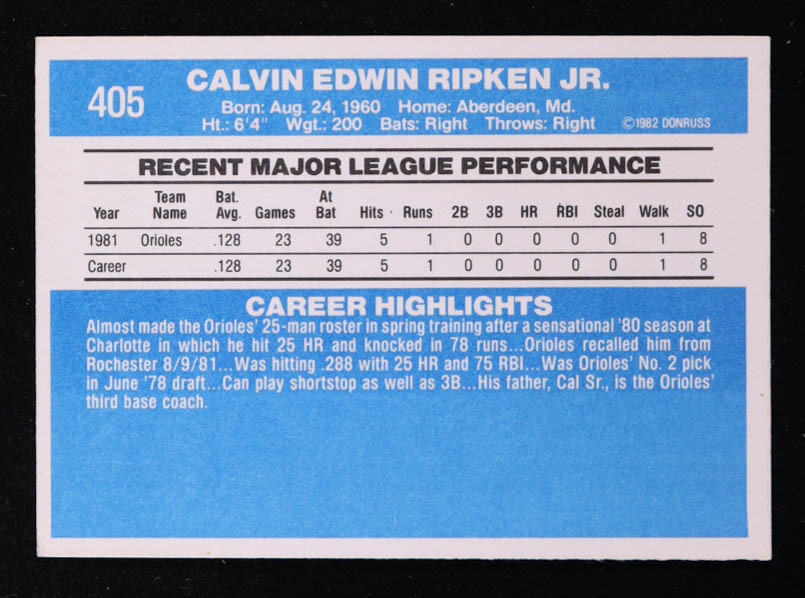 405
CALVIN EDWIN RIPKEN JR.
Born: Aug. 24, 1960 Home: Aberdeen, Md.
Ht.: 6'4" Wgt.: 200 Bats: Right Throws: Right ©1982 DONRUSS
RECENT MAJOR LEAGUE PERFORMANCE
Year Team Name Bat. Avg. Games At Bat Hits Runs 2B 3B HR RBI Steal Walk SO
1981 Orioles .128 23 39 5 1 0 0 0 0 0 1 8
Career .128 23 39 5 1 0 0 0 0 0 1 8
CAREER HIGHLIGHTS
Almost made the Orioles' 25-man roster in spring training after a sensational '80 season at
Charlotte in which he hit 25 HR and knocked in 78 runs...Orioles recalled him from
Rochester 8/9/81...Was hitting .288 with 25 HR and 75 RBI...Was Orioles' No. 2 pick
in June '78 draft...Can play shortstop as well as 3B...His father, Cal Sr., is the Orioles'
third base coach.